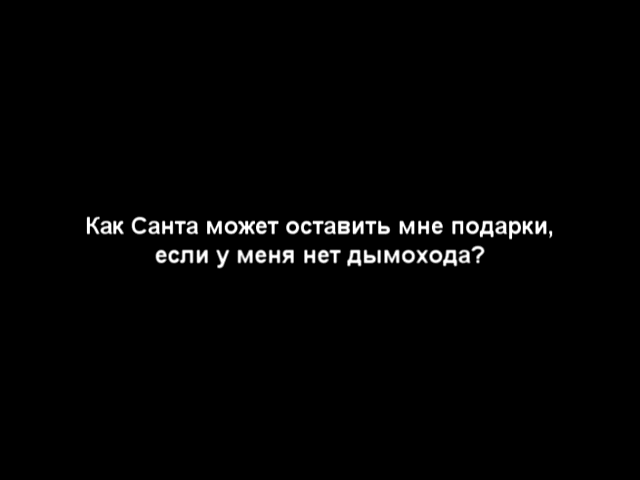 Как Санта может оставить мне подарки,
если у меня нет дымохода?